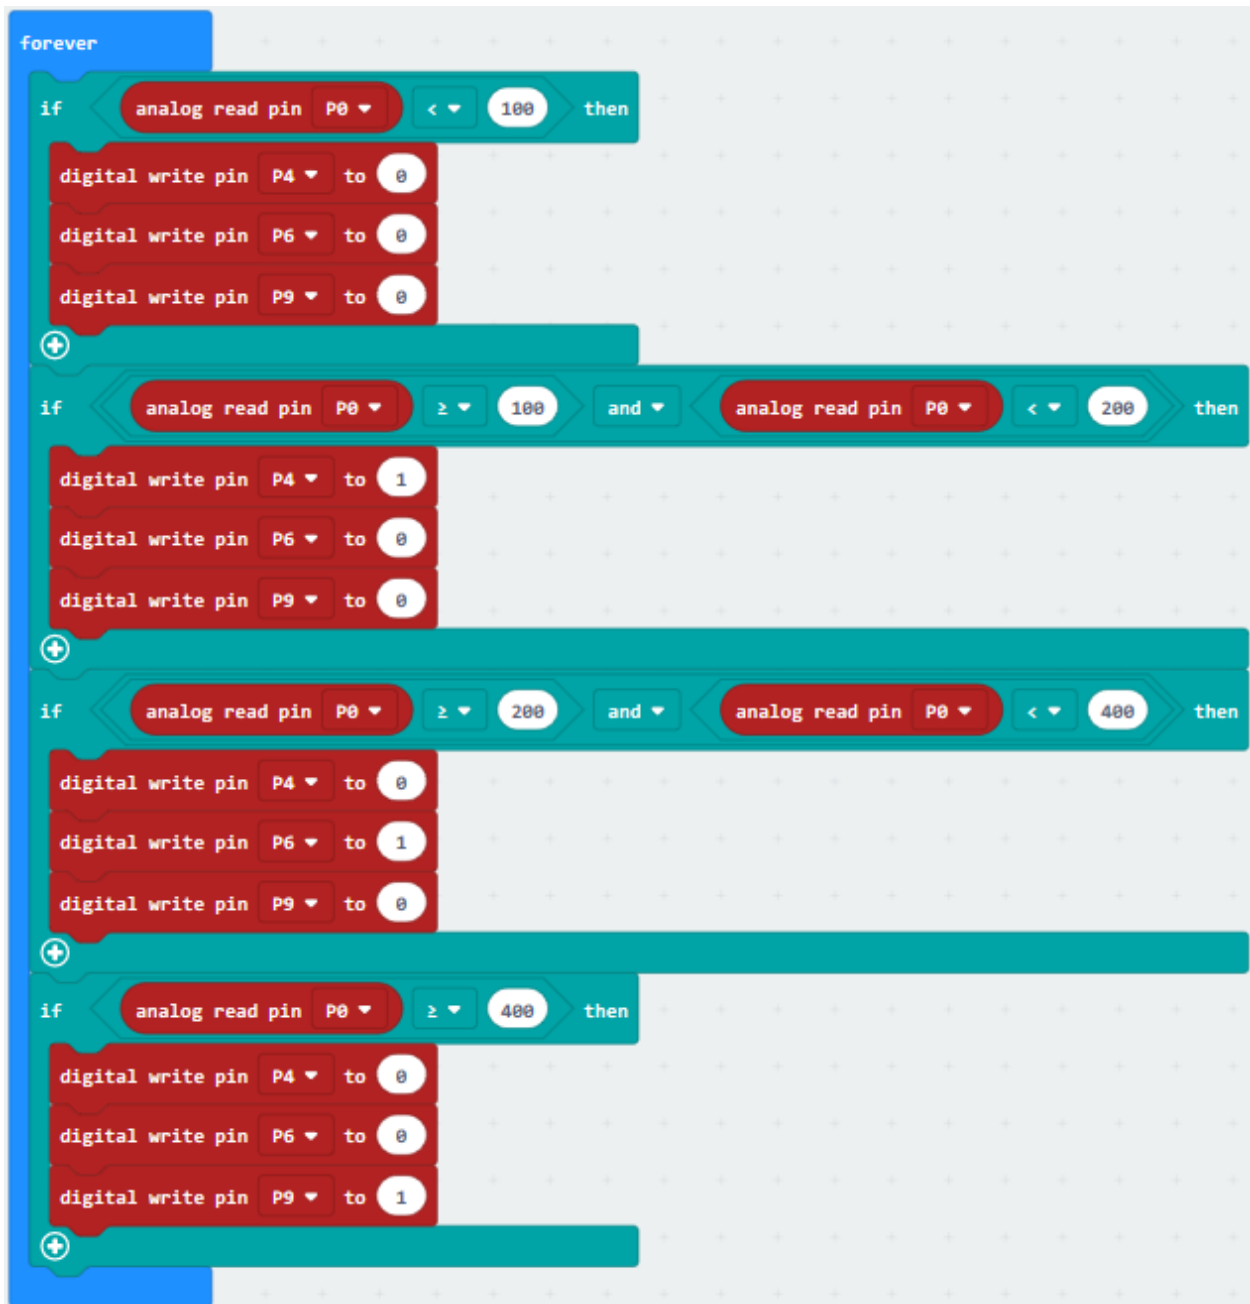 forever
if analog read pin P0 < 100 then
digital write pin P4 to 0
digital write pin P6 to 0
digital write pin P9 to 0
if analog read pin P0 ≥ 100 and analog read pin P0 < 200 then
digital write pin P4 to 1
digital write pin P6 to 0
digital write pin P9 to 0
if analog read pin P0 ≥ 200 and analog read pin P0 < 400 then
digital write pin P4 to 0
digital write pin P6 to 1
digital write pin P9 to 0
if analog read pin P0 ≥ 400 then
digital write pin P4 to 0
digital write pin P6 to 0
digital write pin P9 to 1